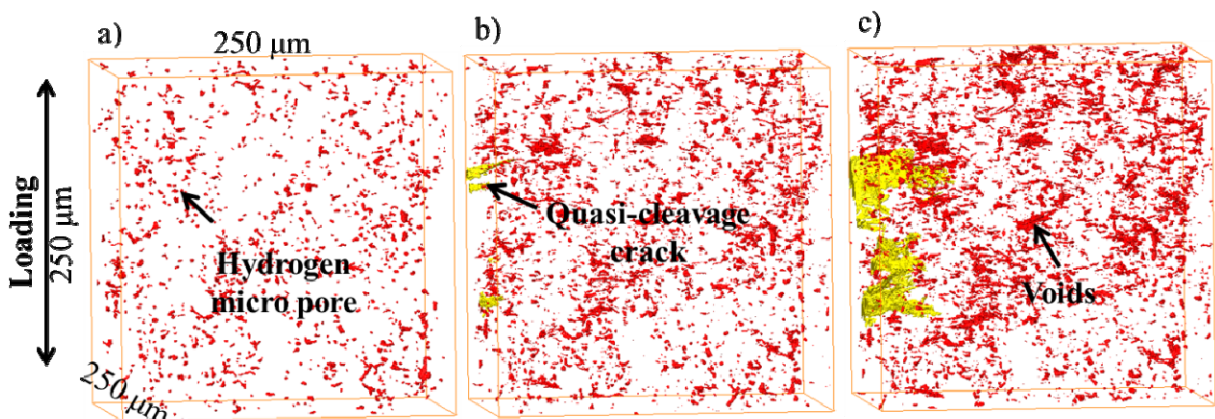 a)
250 μm
Loading
250 μm
250 μm
Hydrogen
micro pore
b)
Quasi-cleavage
crack
c)
Voids